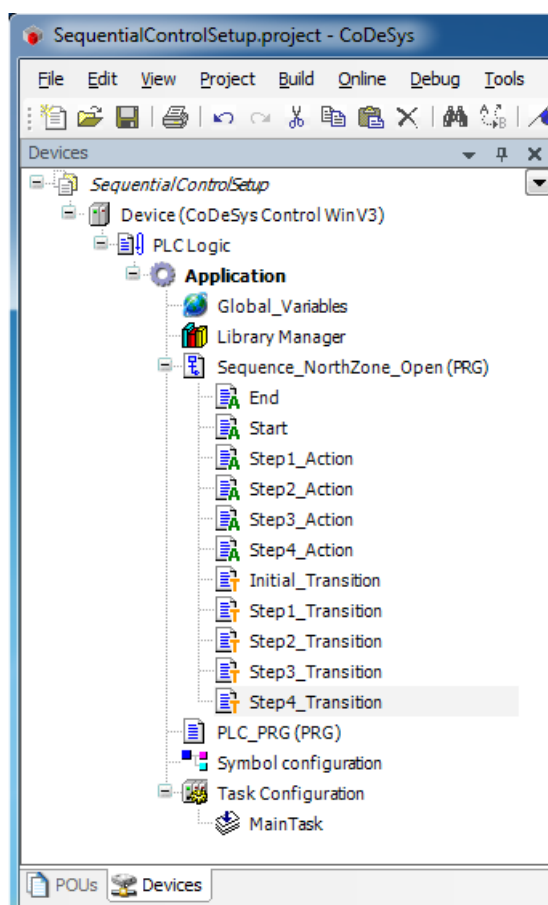 SequentialControlSetup.project - CoDeSys
File Edit View Project Build Online Debug Tools
Devices
SequentialControlSetup
Device (CoDeSys Control Win V3)
PLC Logic
Application
Global_Variables
Library Manager
Sequence_NorthZone_Open (PRG)
End
Start
Step1_Action
Step2_Action
Step3_Action
Step4_Action
Initial_Transition
Step1_Transition
Step2_Transition
Step3_Transition
Step4_Transition
PLC_PRG (PRG)
Symbol configuration
Task Configuration
MainTask
POUs Devices